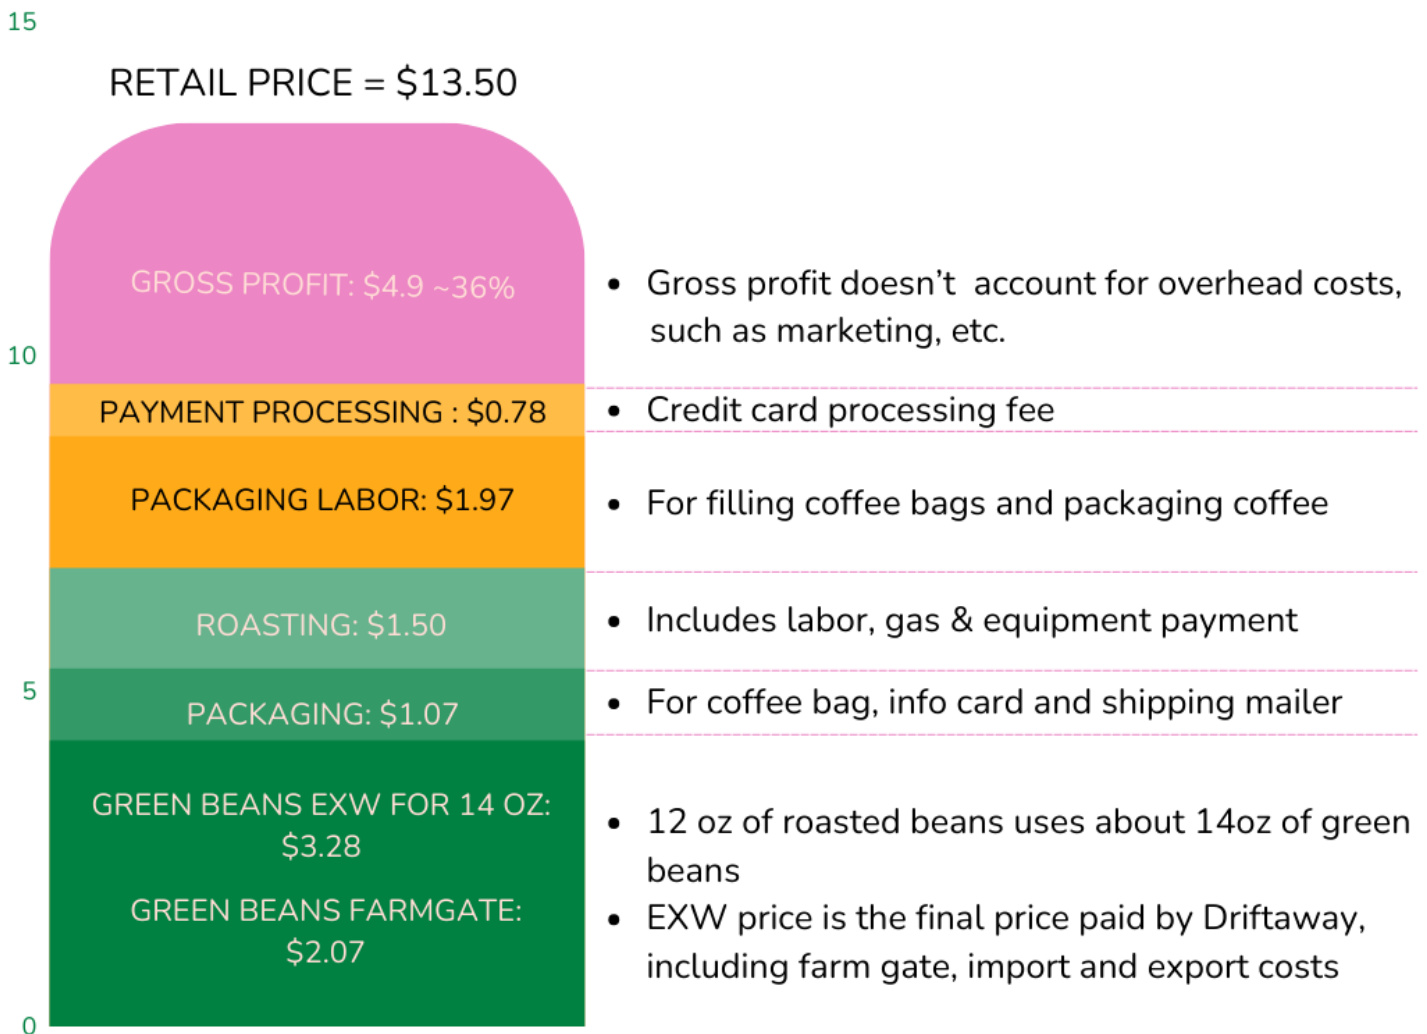 15
RETAIL PRICE = $13.50
GROSS PROFIT: $4.9 ~36%
• Gross profit doesn’t account for overhead costs,
such as marketing, etc.
10
PAYMENT PROCESSING : $0.78
• Credit card processing fee
PACKAGING LABOR: $1.97
• For filling coffee bags and packaging coffee
ROASTING: $1.50
• Includes labor, gas & equipment payment
5
PACKAGING: $1.07
• For coffee bag, info card and shipping mailer
GREEN BEANS EXW FOR 14 OZ:
$3.28
GREEN BEANS FARMGATE:
$2.07
• 12 oz of roasted beans uses about 14oz of green
beans
• EXW price is the final price paid by Driftaway,
including farm gate, import and export costs
0